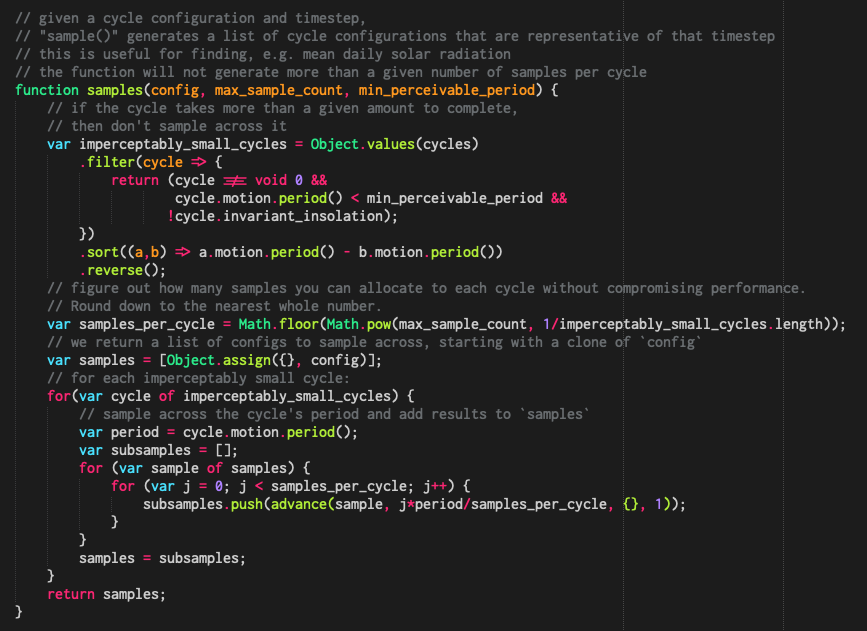 // given a cycle configuration and timestep,
// "sample()" generates a list of cycle configurations that are representative of that timestep
// this is useful for finding, e.g. mean daily solar radiation
// the function will not generate more than a given number of samples per cycle
function samples(config, max_sample_count, min_perceivable_period) {
    // if the cycle takes more than a given amount to complete,
    // then don't sample across it
    var imperceptably_small_cycles = Object.values(cycles)
        .filter(cycle => {
            return (cycle !== void 0 &&
                    cycle.motion.period() < min_perceivable_period &&
                   !cycle.invariant_insolation);
        })
        .sort((a,b) => a.motion.period() - b.motion.period())
        .reverse();
    // figure out how many samples you can allocate to each cycle without compromising performance.
    // Round down to the nearest whole number.
    var samples_per_cycle = Math.floor(Math.pow(max_sample_count, 1/imperceptably_small_cycles.length));
    // we return a list of configs to sample across, starting with a clone of `config`
    var samples = [Object.assign({}, config)];
    // for each imperceptably small cycle:
    for(var cycle of imperceptably_small_cycles) {
        // sample across the cycle's period and add results to `samples`
        var period = cycle.motion.period();
        var subsamples = [];
        for (var sample of samples) {
            for (var j = 0; j < samples_per_cycle; j++) {
                subsamples.push(advance(sample, j*period/samples_per_cycle, {}, 1));
            }
        }
        samples = subsamples;
    }
    return samples;
}